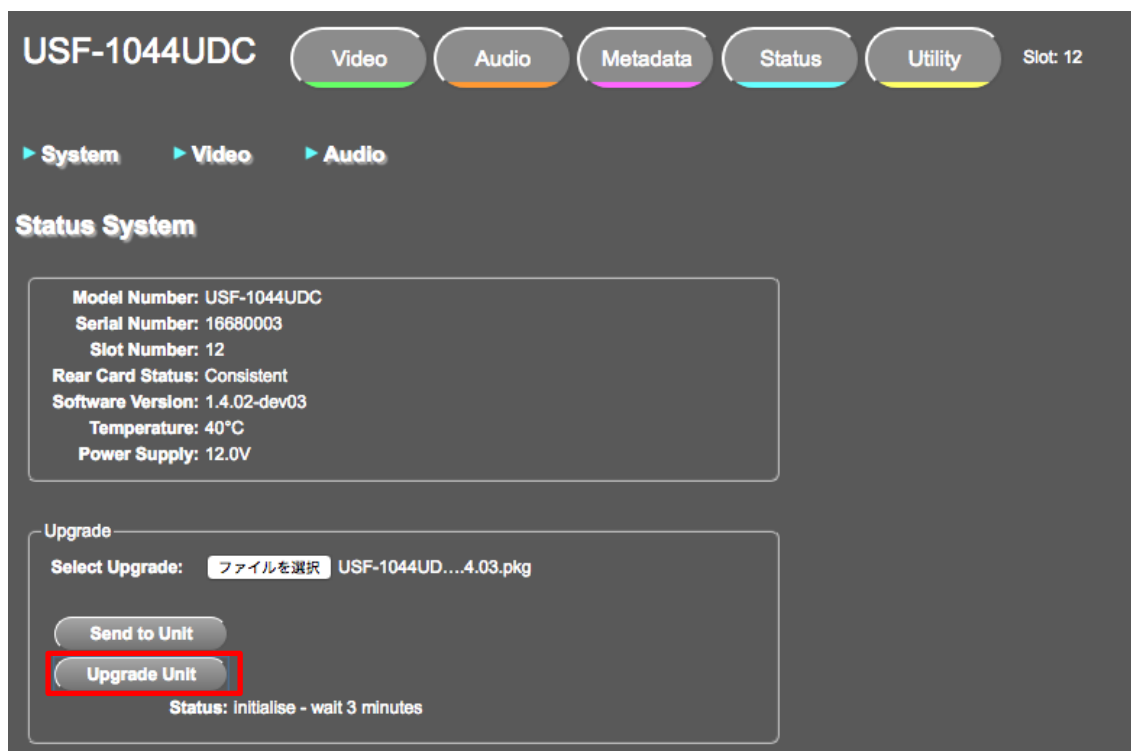 USF-1044UDC Video Audio Metadata Status Utility Slot: 12
System Video Audio
Status System
Model Number: USF-1044UDC
Serial Number: 16680003
Slot Number: 12
Rear Card Status: Consistent
Software Version: 1.4.02-dev03
Temperature: 40°C
Power Supply: 12.0V
Upgrade
Select Upgrade: ファイルを選択 USF-1044UD....4.03.pkg
Send to Unit
Upgrade Unit
Status: initialise - wait 3 minutes